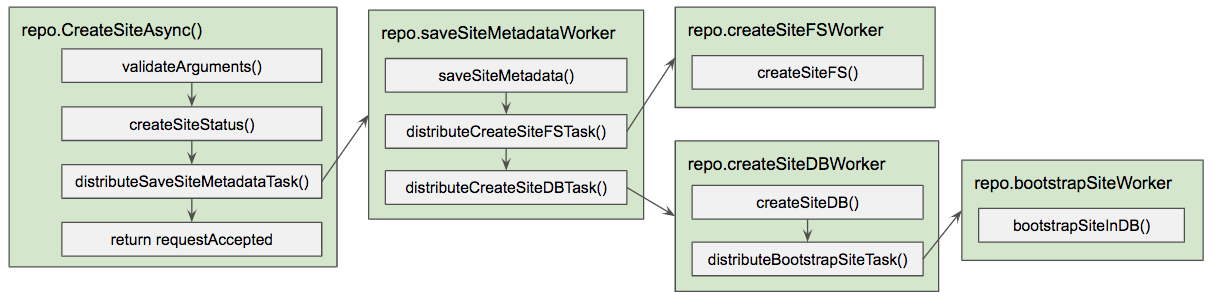 repo.CreateSiteAsync()
validateArguments()
createSiteStatus()
distributeSaveSiteMetadataTask()
return requestAccepted
repo.saveSiteMetadataWorker
saveSiteMetadata()
distributeCreateSiteFSTask()
distributeCreateSiteDBTask()
repo.createSiteFSWorker
createSiteFS()
repo.createSiteDBWorker
createSiteDB()
distributeBootstrapSiteTask()
repo.bootstrapSiteWorker
bootstrapSiteInDB()